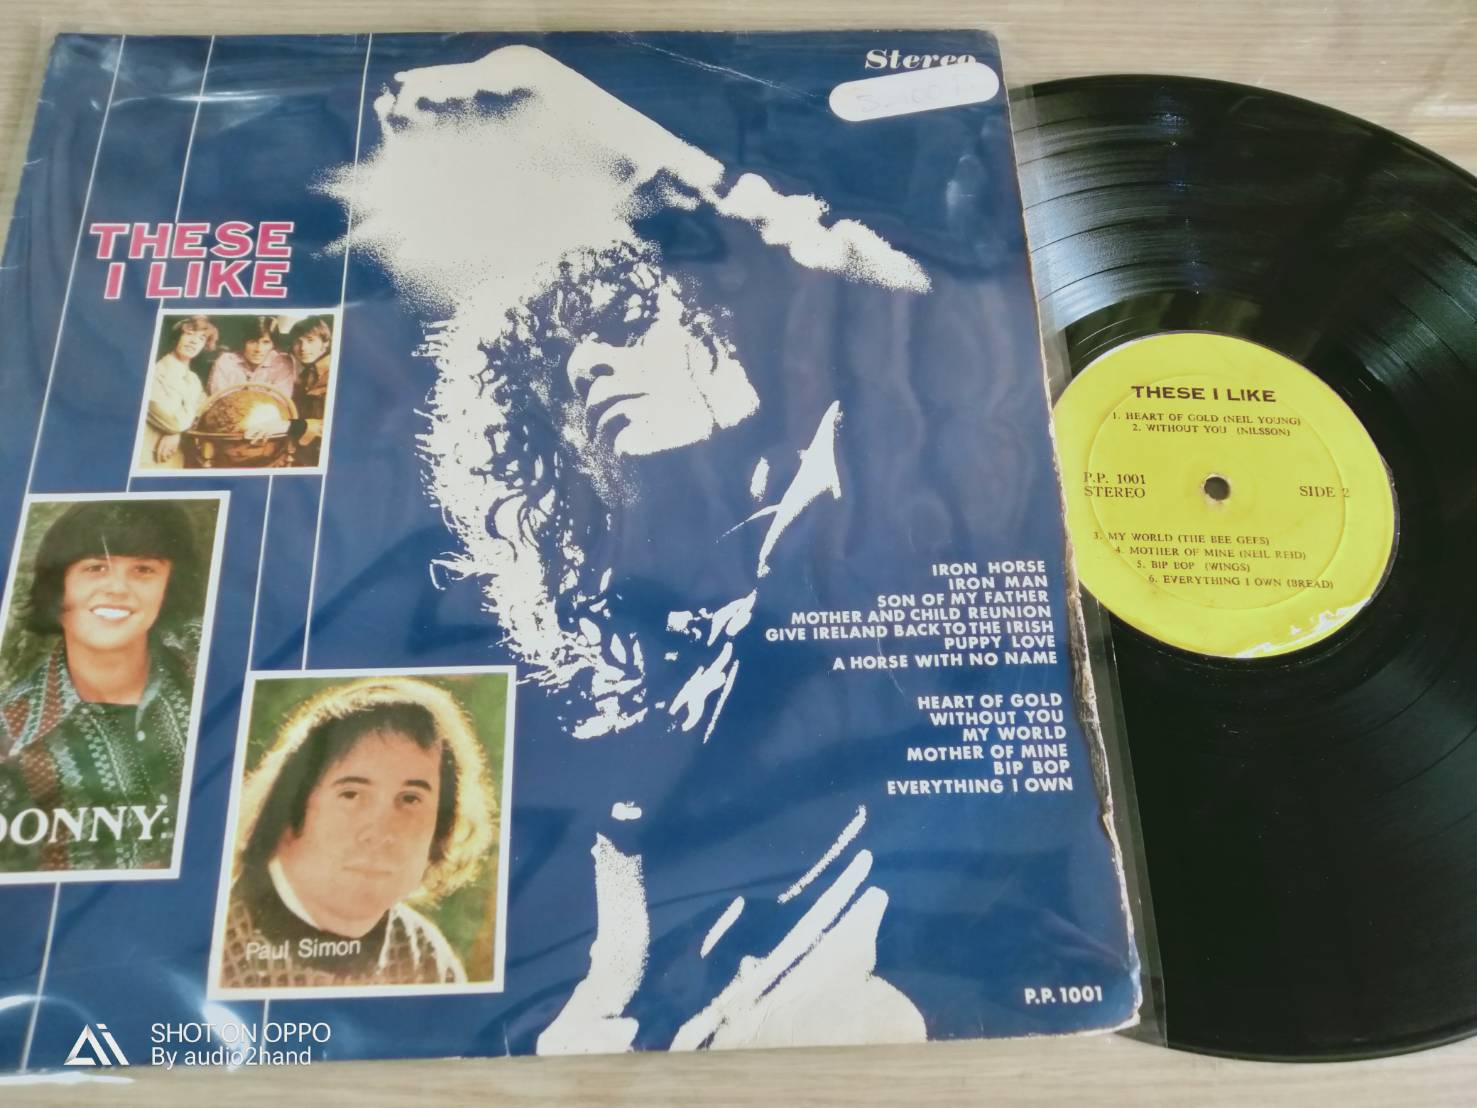 Stereo
THESE
I LIKE
DONNY:
Paul Simon
IRON HORSE
IRON MAN
SON OF MY FATHER
MOTHER AND CHILD REUNION
GIVE IRELAND BACK TO THE IRISH
PUPPY LOVE
A HORSE WITH NO NAME
HEART OF GOLD
WITHOUT YOU
MY WORLD
MOTHER OF MINE
BIP BOP
EVERYTHING I OWN
P.P. 1001
THESE I LIKE
1. HEART OF GOLD (NEIL YOUNG)
2. WITHOUT YOU (NILSSON)
P.P. 1001
STEREO
SIDE 2
3. MY WORLD (THE BEE GEES)
4. MOTHER OF MINE (NEIL REID)
5. BIP BOP (WINGS)
6. EVERYTHING I OWN (BREAD)
SHOT ON OPPO
By audio2hand